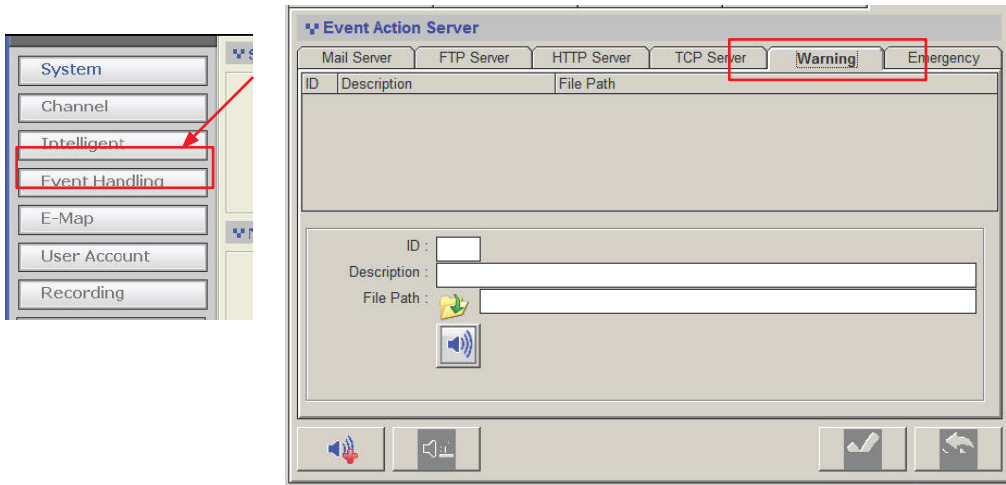 System
Channel
Intelligent
Event Handling
E-Map
User Account
Recording
Event Action Server
Mail Server FTP Server HTTP Server TCP Server Warning Emergency
ID Description File Path
ID :
Description :
File Path :